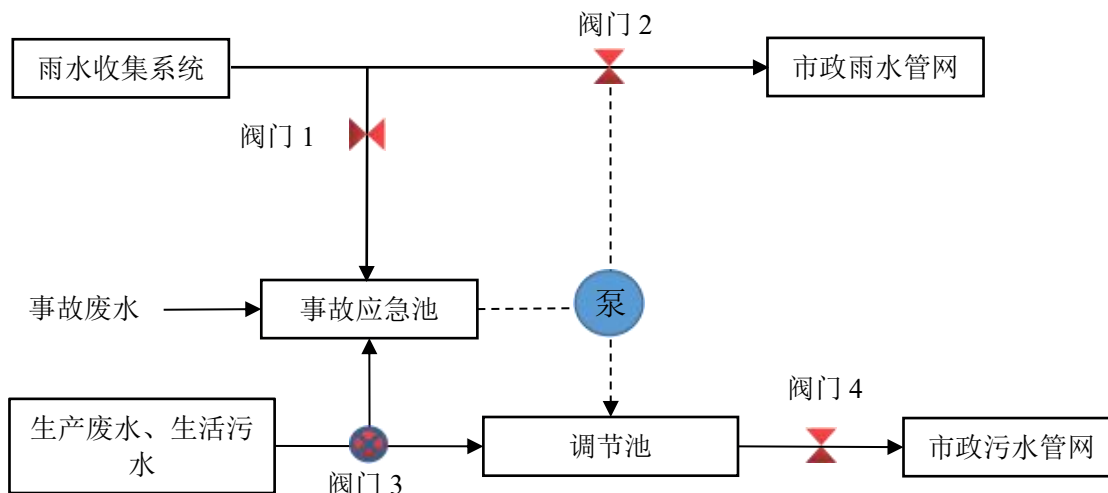 阀门 2
雨水收集系统
市政雨水管网
阀门 1
泵
事故废水
事故应急池
阀门 4
生产废水、生活污
水
调节池
市政污水管网
阀门 3